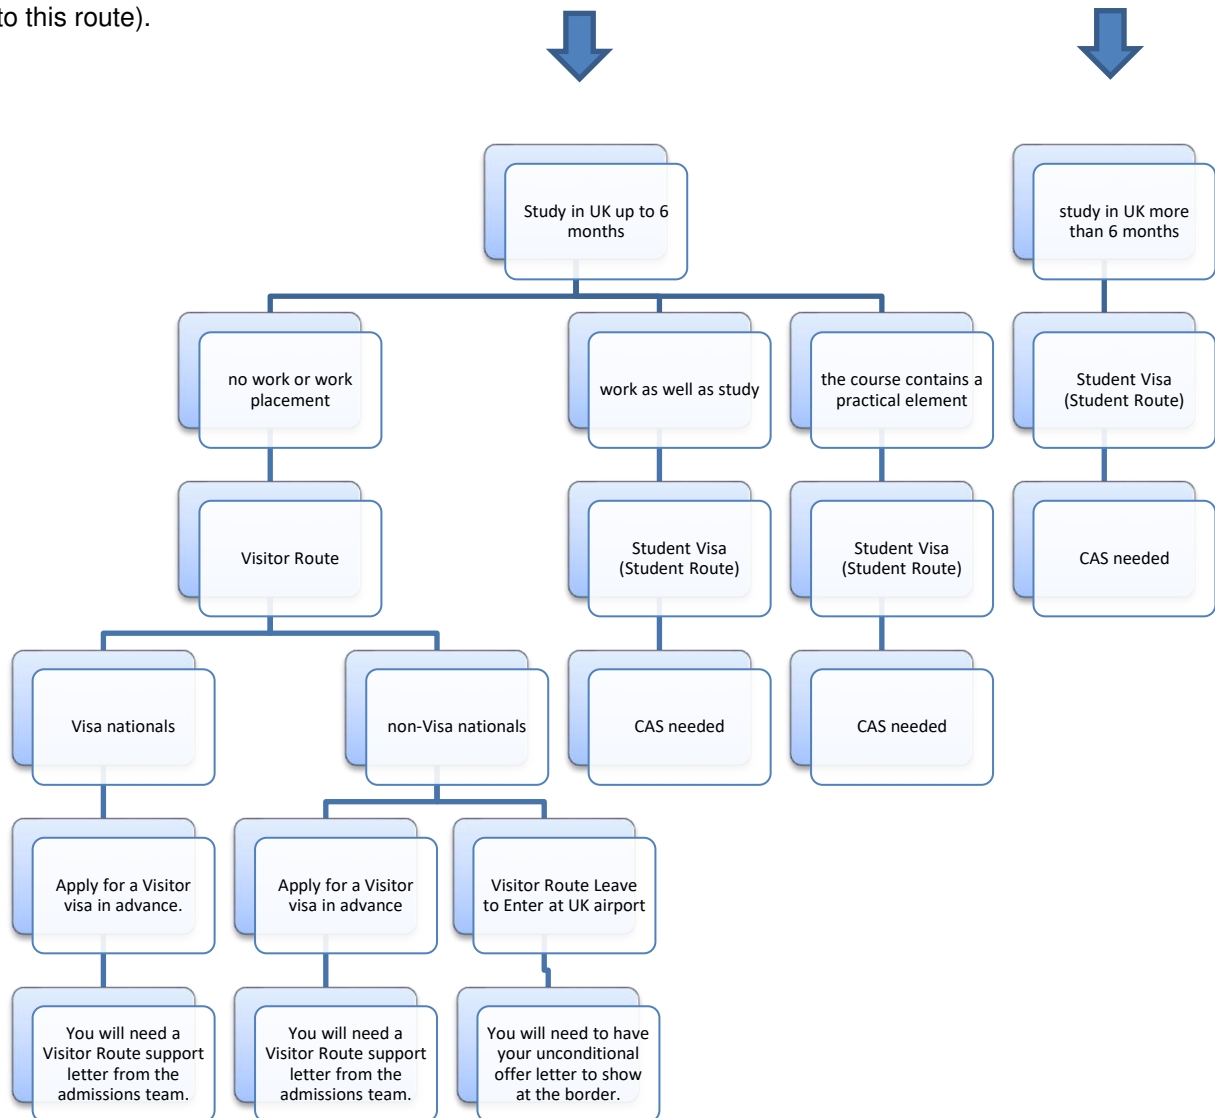 to this route).
Study in UK up to 6
months
study in UK more
than 6 months
no work or work
placement
work as well as study
the course contains a
practical element
Student Visa
(Student Route)
Visitor Route
Student Visa
(Student Route)
Student Visa
(Student Route)
CAS needed
Visa nationals
non-Visa nationals
CAS needed
CAS needed
Apply for a Visitor
visa in advance.
Apply for a Visitor
visa in advance
Visitor Route Leave
to Enter at UK airport
You will need a
Visitor Route support
letter from the
admissions team.
You will need a
Visitor Route support
letter from the
admissions team.
You will need to have
your unconditional
offer letter to show
at the border.